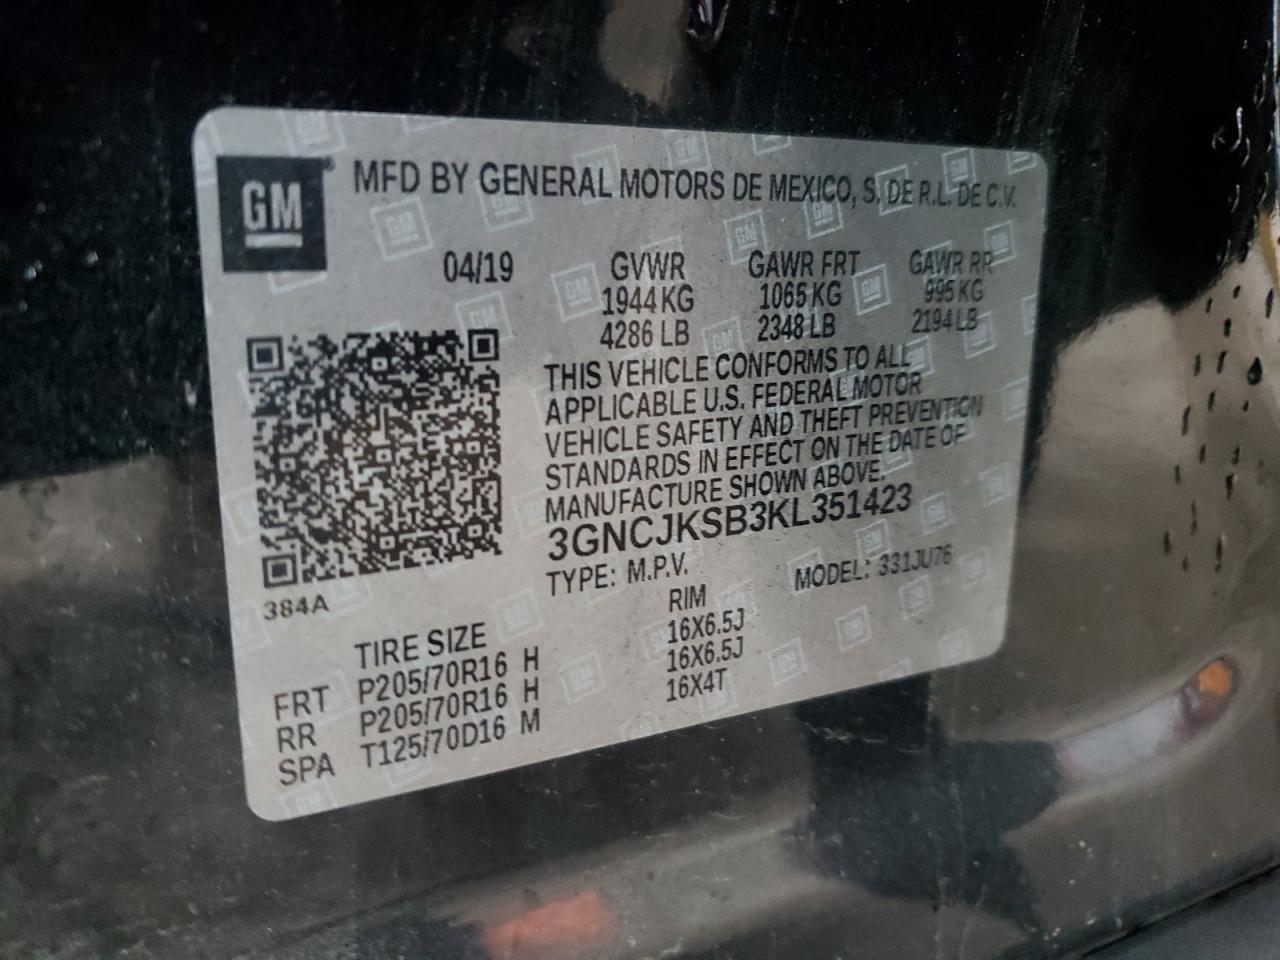 GM® MFD BY GENERAL MOTORS DE MEXICO, S. DE R.L. DE C.V.
04/19 GVWR GAWR FRT GAWR RR
1944 KG 1065 KG 995 KG
4286 LB 2348 LB 2194 LB
THIS VEHICLE CONFORMS TO ALL
APPLICABLE U.S. FEDERAL MOTOR
VEHICLE SAFETY AND THEFT PREVENTION
STANDARDS IN EFFECT ON THE DATE OF
MANUFACTURE SHOWN ABOVE.
3GNCJKSB3KL351423
TYPE: M.P.V. MODEL: 331JU76
384A
TIRE SIZE RIM
FRT P205/70R16 H 16X6.5J
RR P205/70R16 H 16X6.5J
SPA T125/70D16 M 16X4T